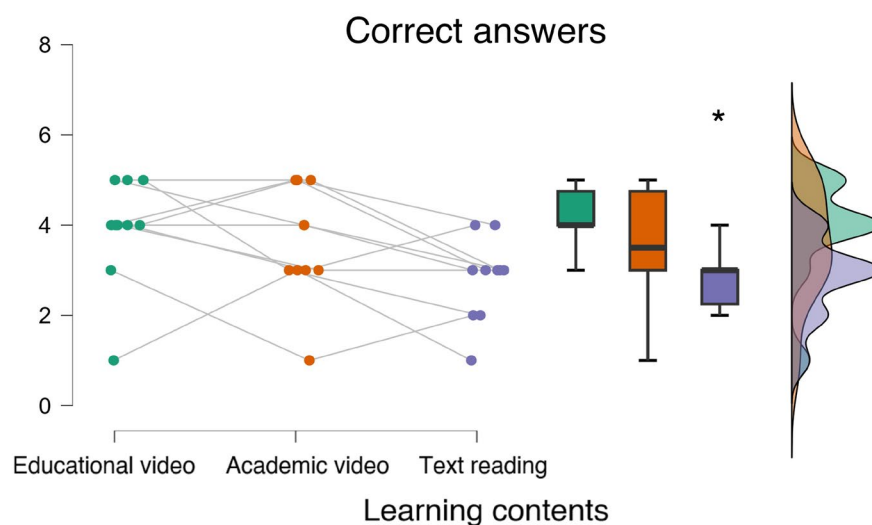 Correct answers
8
6
4
2
0
*
Educational video
Academic video
Text reading
Learning contents